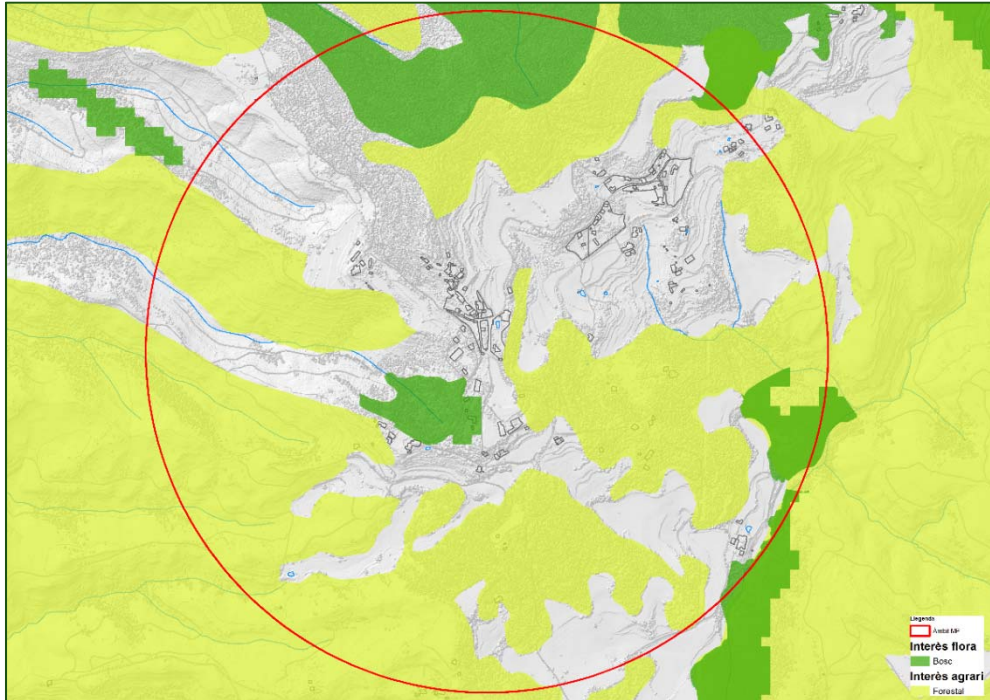 Llegenda
Àmbit MP
Interès flora
Bosc
Interès agrari
Forestal